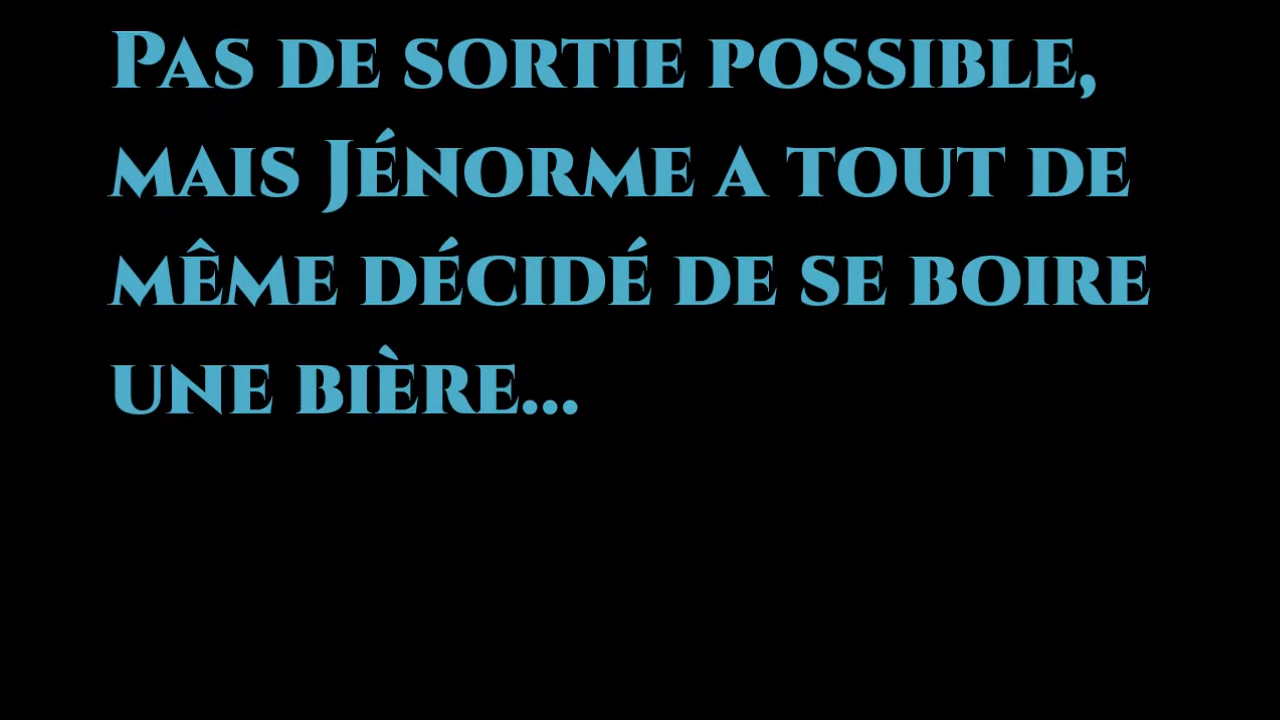 Pas de sortie possible,
mais Jénorme a tout de
même décidé de se boire
une bière...